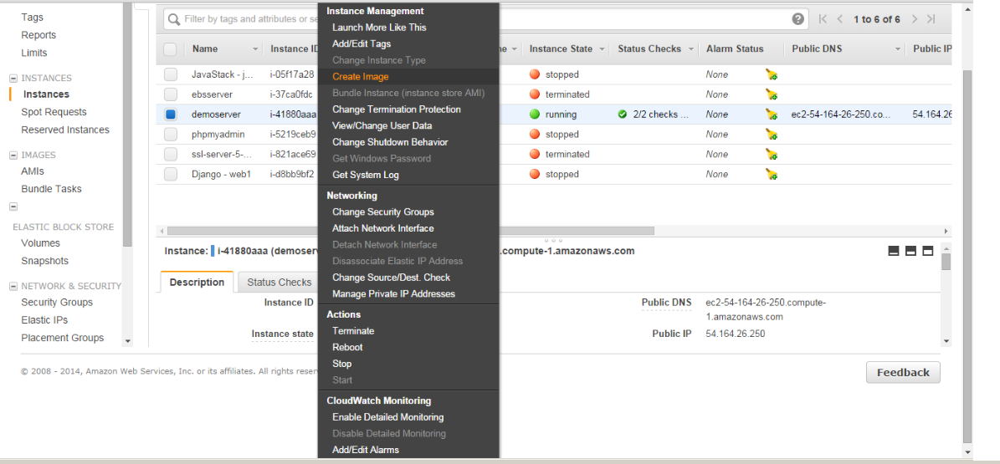 Tags
Reports
Limits
INSTANCES
Instances
Spot Requests
Reserved Instances
IMAGES
AMIs
Bundle Tasks
ELASTIC BLOCK STORE
Volumes
Snapshots
NETWORK & SECURITY
Security Groups
Elastic IPs
Placement Groups
Filter by tags and attributes or se
1 to 6 of 6
Name Instance ID ne Instance State Status Checks Alarm Status Public DNS Public IP
JavaStack - j... i-05f17a28 stopped None
ebsserver i-37ca0fdc terminated None
demoserver i-41880aaa running 2/2 checks ... None ec2-54-164-26-250.co... 54.164.26
phpmyadmin i-5219ceb9 stopped None
ssl-server-5-... i-821ace69 terminated None
Django - web1 i-d8bb9bf2 stopped None
Instance Management
Launch More Like This
Add/Edit Tags
Change Instance Type
Create Image
Bundle Instance (instance store AMI)
Change Termination Protection
View/Change User Data
Change Shutdown Behavior
Get Windows Password
Get System Log
Networking
Change Security Groups
Attach Network Interface
Detach Network Interface
Disassociate Elastic IP Address
Change Source/Dest. Check
Manage Private IP Addresses
Actions
Terminate
Reboot
Stop
Start
CloudWatch Monitoring
Enable Detailed Monitoring
Disable Detailed Monitoring
Add/Edit Alarms
Instance: i-41880aaa (demoserv .compute-1.amazonaws.com
Description Status Checks
Instance ID
Instance state
Public DNS ec2-54-164-26-250.compute-
1.amazonaws.com
Public IP 54.164.26.250
© 2008 - 2014, Amazon Web Services, Inc. or its affiliates. All rights reser
Feedback